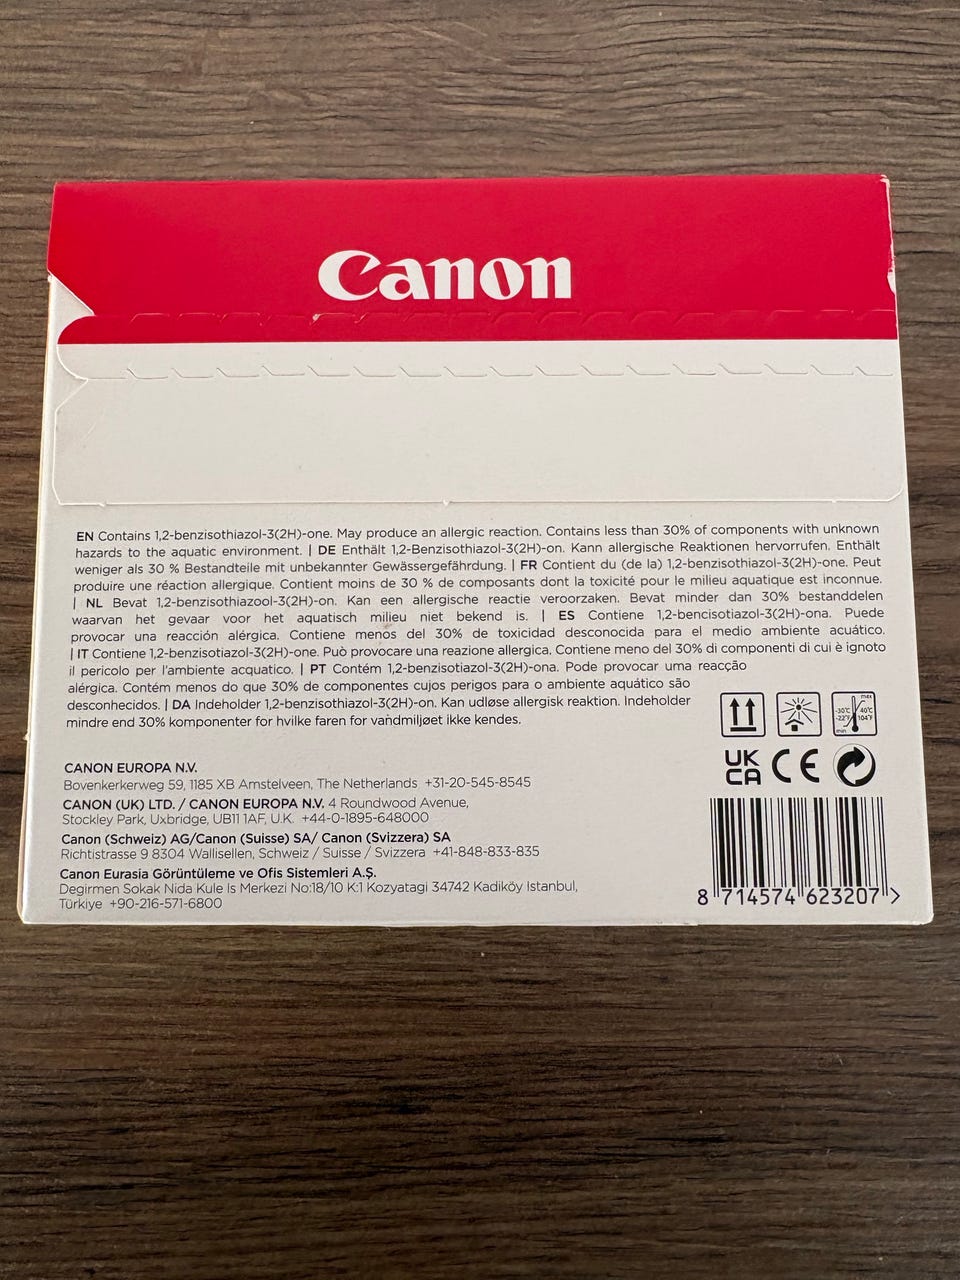 Canon
EN Contains 1,2-benzisothiazol-3(2H)-one. May produce an allergic reaction. Contains less than 30% of components with unknown
hazards to the aquatic environment. | DE Enthält 1,2-Benzisothiazol-3(2H)-on. Kann allergische Reaktionen hervorrufen. Enthält
weniger als 30 % Bestandteile mit unbekannter Gewässergefährdung. | FR Contient du (de la) 1,2-benzisothiazol-3(2H)-one. Peut
produire une réaction allergique. Contient moins de 30 % de composants dont la toxicité pour le milieu aquatique est inconnue.
| NL Bevat 1,2-benzisothiazool-3(2H)-on. Kan een allergische reactie veroorzaken. Bevat minder dan 30% bestanddelen
waarvan het gevaar voor het aquatisch milieu niet bekend is. | ES Contiene 1,2-bencisotiazol-3(2H)-ona. Puede
provocar una reacción alérgica. Contiene menos del 30% de toxicidad desconocida para el medio ambiente acuático.
| IT Contiene 1,2-benzisotiazol-3(2H)-one. Può provocare una reazione allergica. Contiene meno del 30% di componenti di cui è ignoto
il pericolo per l'ambiente acquatico. | PT Contém 1,2-benzisotiazol-3(2H)-ona. Pode provocar uma reacção
alérgica. Contém menos do que 30% de componentes cujos perigos para o ambiente aquático são
desconhecidos. | DA Indeholder 1,2-benzisothiazol-3(2H)-on. Kan udløse allergisk reaktion. Indeholder
mindre end 30% komponenter for hvilke faren for vandmiljøet ikke kendes.
CANON EUROPA N.V.
Bovenkerkerweg 59, 1185 XB Amstelveen, The Netherlands +31-20-545-8545
CANON (UK) LTD. / CANON EUROPA N.V. 4 Roundwood Avenue,
Stockley Park, Uxbridge, UB11 1AF, U.K. +44-0-1895-648000
Canon (Schweiz) AG/Canon (Suisse) SA/ Canon (Svizzera) SA
Richtistrasse 9 8304 Wallisellen, Schweiz / Suisse / Svizzera +41-848-833-835
Canon Eurasia Görüntüleme ve Ofis Sistemleri A.Ş.
Degirmen Sokak Nida Kule Is Merkezi No:18/10 K:1 Kozyatagi 34742 Kadiköy Istanbul,
Türkiye +90-216-571-6800
max
-30°C 40°C
-22°F 104°F
min
UK
CA CE
8 714574 623207 >